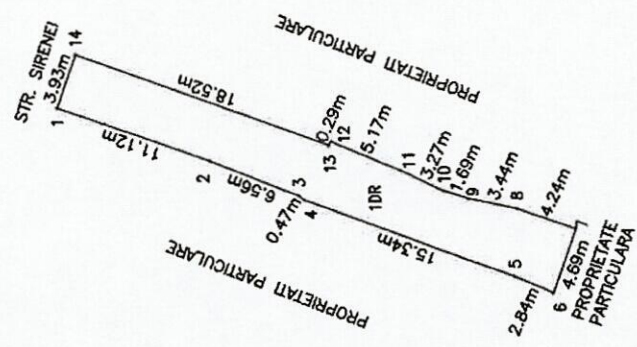 STR. SIRENEI
1
3.93m
14
11.12m
18.52m
PROPRIETATI PARTICULARE
2
6.56m
0.29m
13
12
3
0.47m
4
5.17m
1DR
11
3.27m
10
1.69m
9
3.44m
8
15.34m
PROPRIETATI PARTICULARE
4.24m
5
2.84m
6
4.69m
PROPRIETATE
PARTICULARA